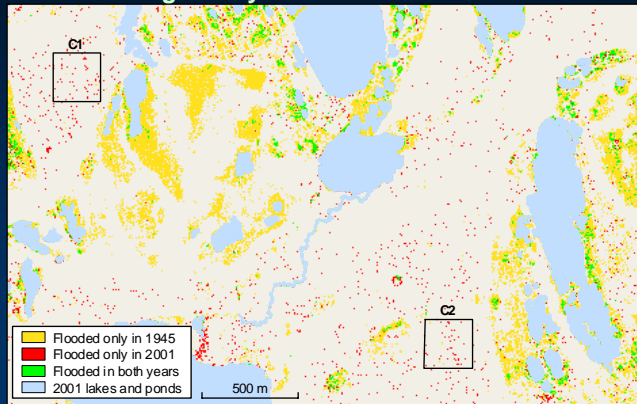 C1
C2
Flooded only in 1945
Flooded only in 2001
Flooded in both years
2001 lakes and ponds
500 m